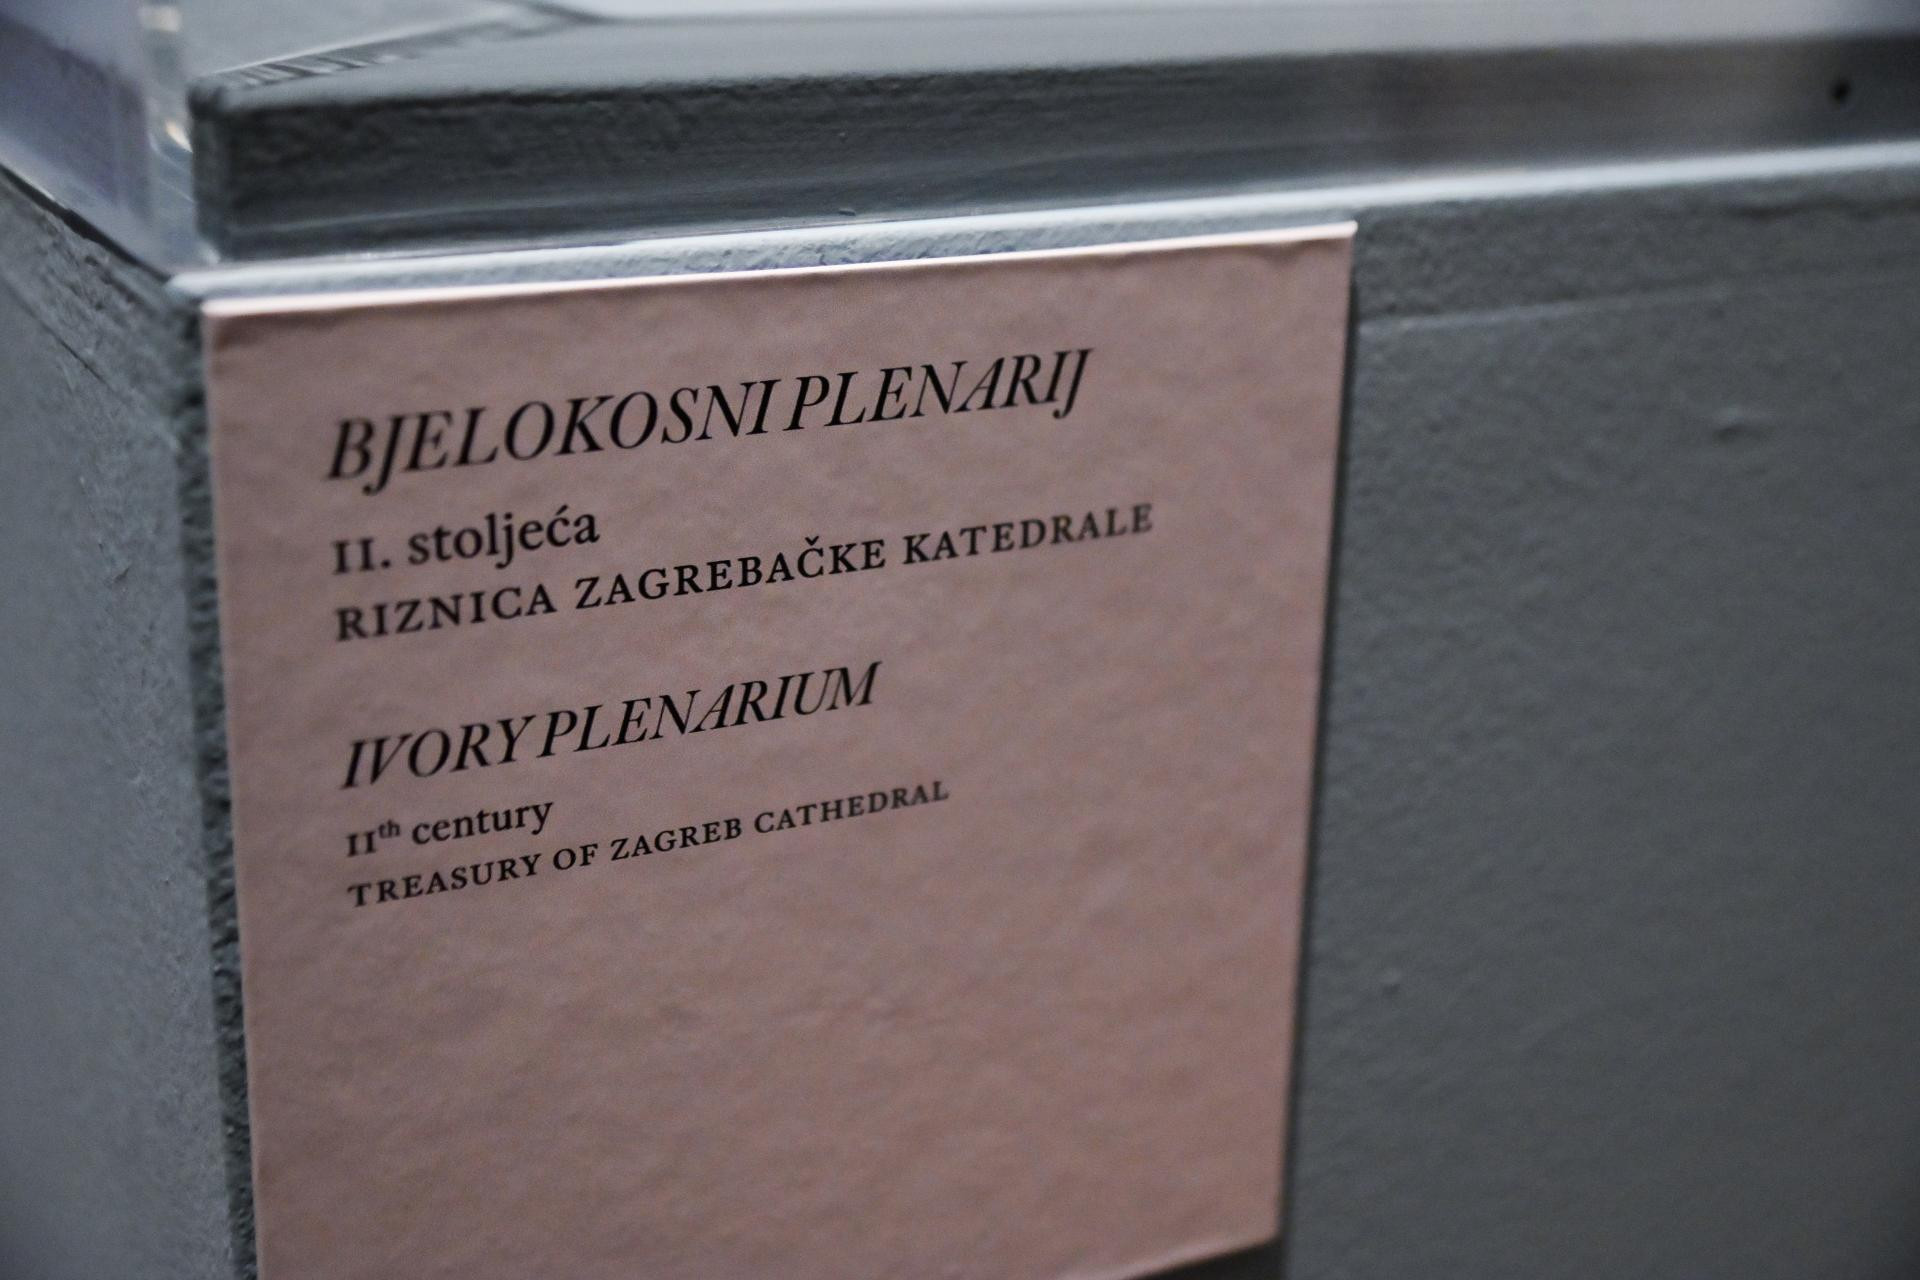 BJELOKOSNI PLENARIJ
11. stoljeća
RIZNICA ZAGREBAČKE KATEDRALE
IVORY PLENARIUM
11th century
TREASURY OF ZAGREB CATHEDRAL